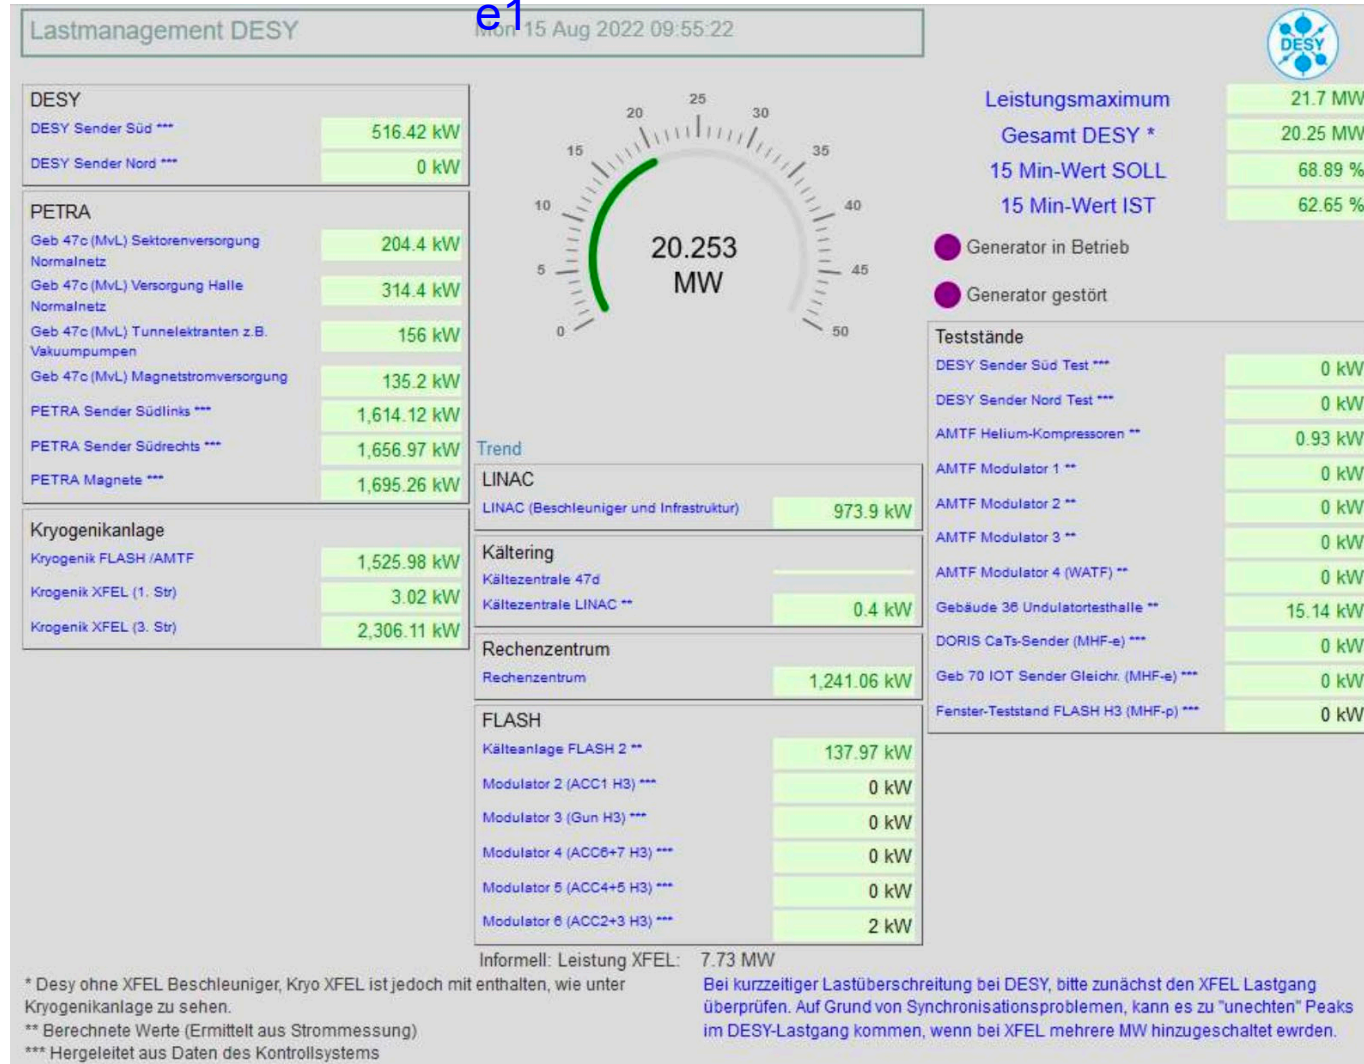 e1
Lastmanagement DESY
Mon 15 Aug 2022 09:55:22
DESY
DESY
DESY Sender Süd *** 516.42 kW
DESY Sender Nord *** 0 kW
PETRA
Geb 47c (MvL) Sektorenversorgung
Normalnetz 204.4 kW
Geb 47c (MvL) Versorgung Halle
Normalnetz 314.4 kW
Geb 47c (MvL) Tunnelektranten z.B.
Vakuumpumpen 156 kW
Geb 47c (MvL) Magnetstromversorgung 135.2 kW
PETRA Sender Südlinks *** 1,614.12 kW
PETRA Sender Südrechts *** 1,656.97 kW
PETRA Magnete *** 1,695.26 kW
Kryogenikanlage
Kryogenik FLASH /AMTF 1,525.98 kW
Krogenik XFEL (1. Str) 3.02 kW
Krogenik XFEL (3. Str) 2,306.11 kW
0
5
10
15
20
25
30
35
40
45
50
20.253
MW
Trend
LINAC
LINAC (Beschleuniger und Infrastruktur) 973.9 kW
Kältering
Kältezentrale 47d
Kältezentrale LINAC ** 0.4 kW
Rechenzentrum
Rechenzentrum 1,241.06 kW
FLASH
Kälteanlage FLASH 2 ** 137.97 kW
Modulator 2 (ACC1 H3) *** 0 kW
Modulator 3 (Gun H3) *** 0 kW
Modulator 4 (ACC6+7 H3) *** 0 kW
Modulator 5 (ACC4+5 H3) *** 0 kW
Modulator 6 (ACC2+3 H3) *** 2 kW
Leistungsmaximum 21.7 MW
Gesamt DESY * 20.25 MW
15 Min-Wert SOLL 68.89 %
15 Min-Wert IST 62.65 %
Generator in Betrieb
Generator gestört
Teststände
DESY Sender Süd Test *** 0 kW
DESY Sender Nord Test *** 0 kW
AMTF Helium-Kompressoren ** 0.93 kW
AMTF Modulator 1 ** 0 kW
AMTF Modulator 2 ** 0 kW
AMTF Modulator 3 ** 0 kW
AMTF Modulator 4 (WATF) ** 0 kW
Gebäude 36 Undulatortesthalle ** 15.14 kW
DORIS CaTs-Sender (MHF-e) *** 0 kW
Geb 70 IOT Sender Gleichr. (MHF-e) *** 0 kW
Fenster-Teststand FLASH H3 (MHF-p) *** 0 kW
Informell: Leistung XFEL: 7.73 MW
* Desy ohne XFEL Beschleuniger, Kryo XFEL ist jedoch mit enthalten, wie unter
Kryogenikanlage zu sehen.
** Berechnete Werte (Ermittelt aus Strommessung)
*** Hergeleitet aus Daten des Kontrollsystems
Bei kurzzeitiger Lastüberschreitung bei DESY, bitte zunächst den XFEL Lastgang
überprüfen. Auf Grund von Synchronisationsproblemen, kann es zu "unechten" Peaks
im DESY-Lastgang kommen, wenn bei XFEL mehrere MW hinzugeschaltet ewrden.